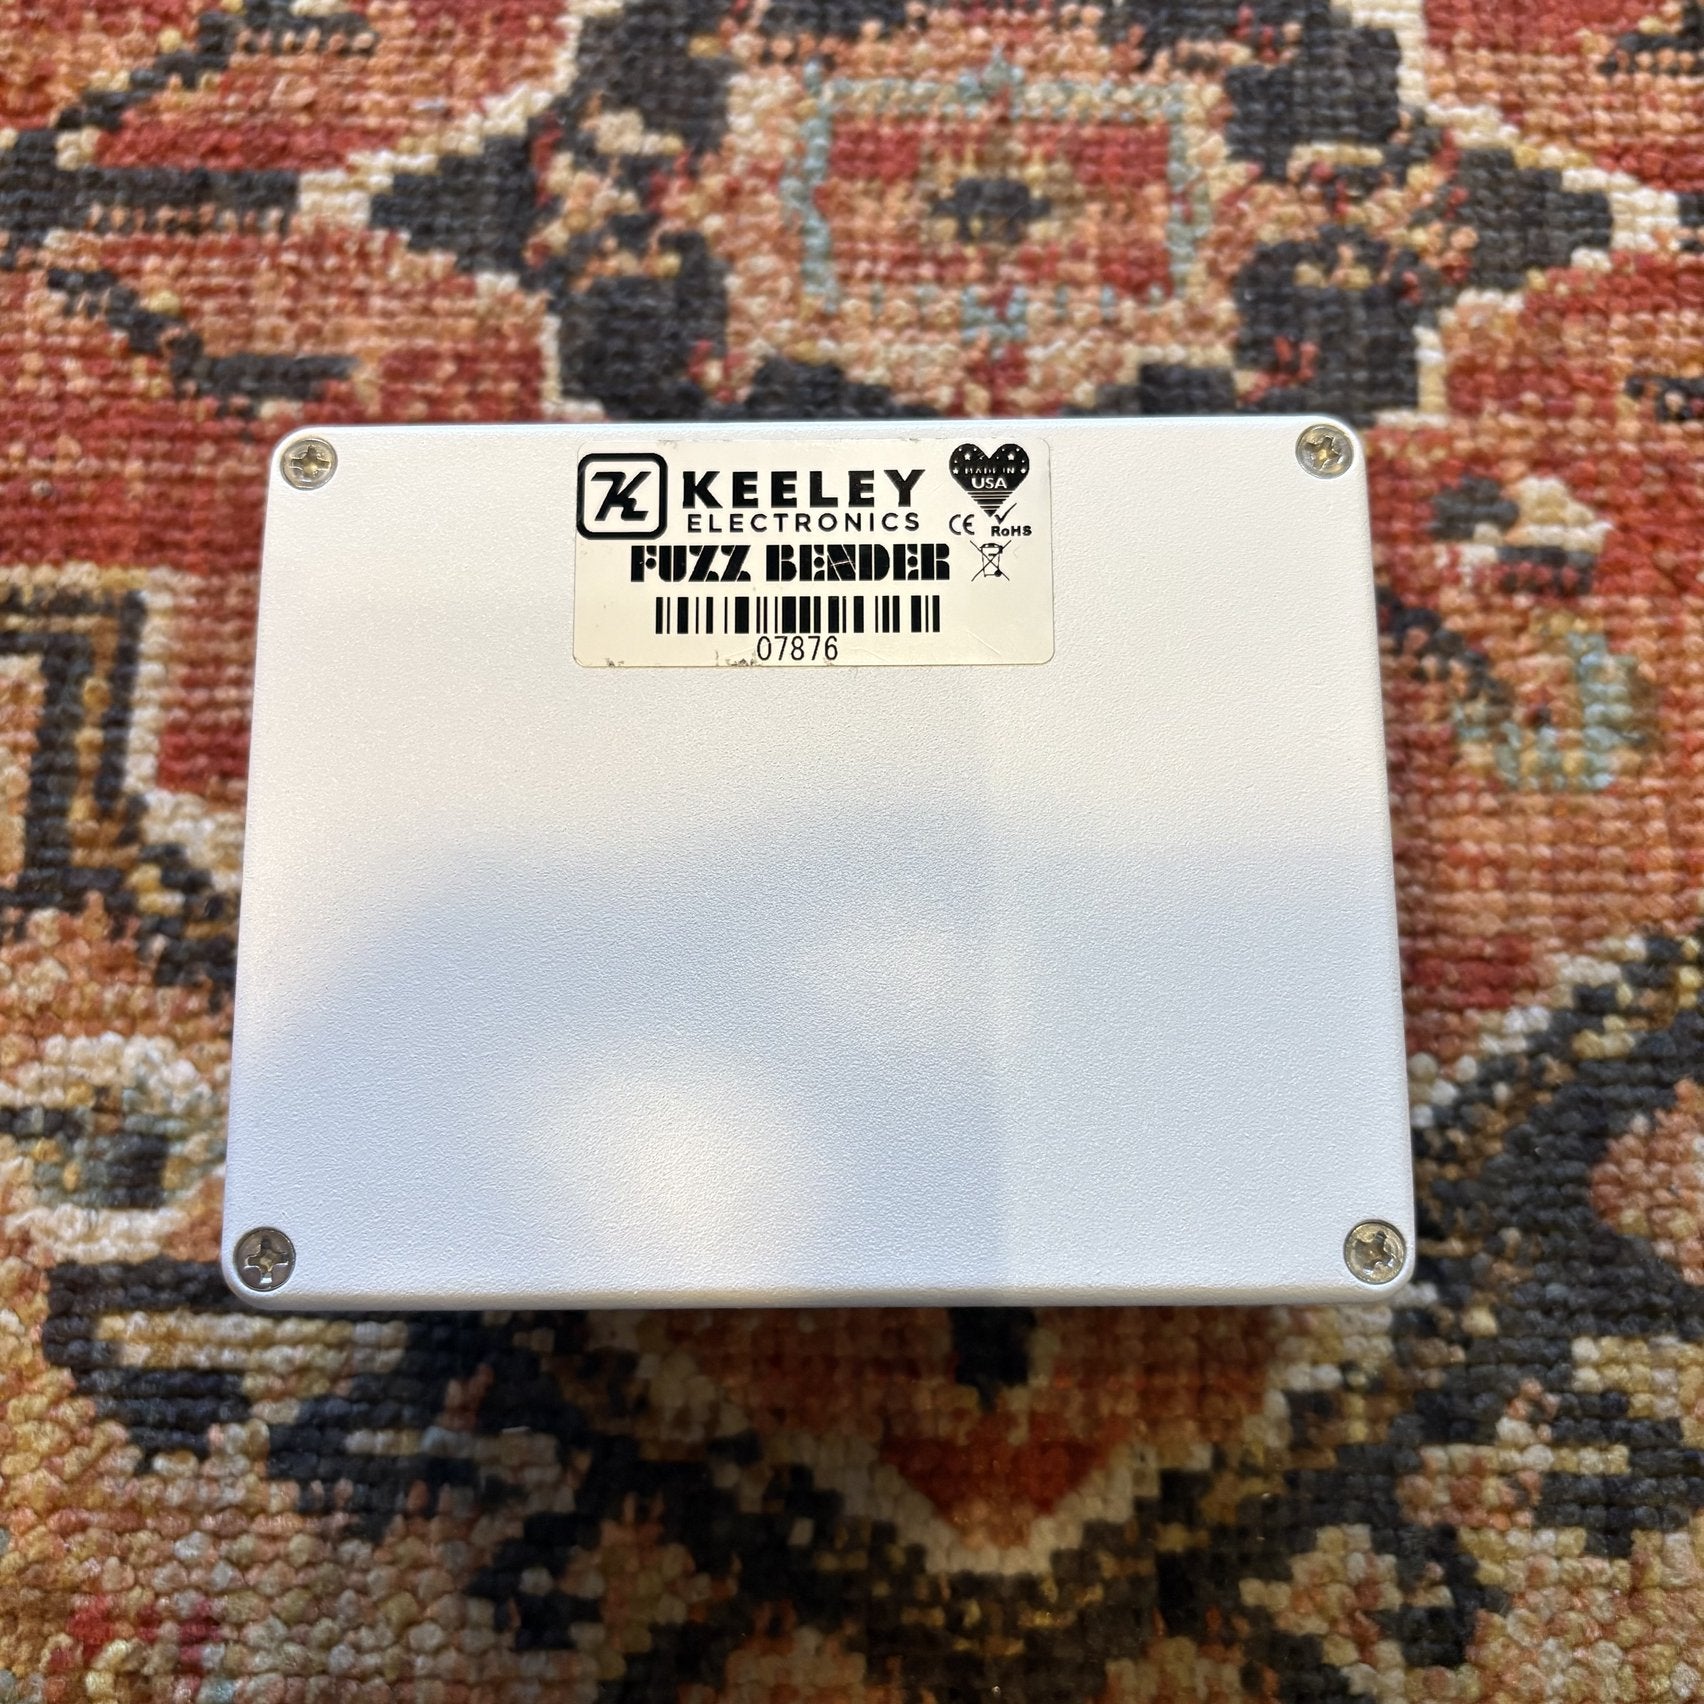 K KEELEY
ELECTRONICS
MADE IN
USA
CE RoHS
FUZZ BENDER
07876